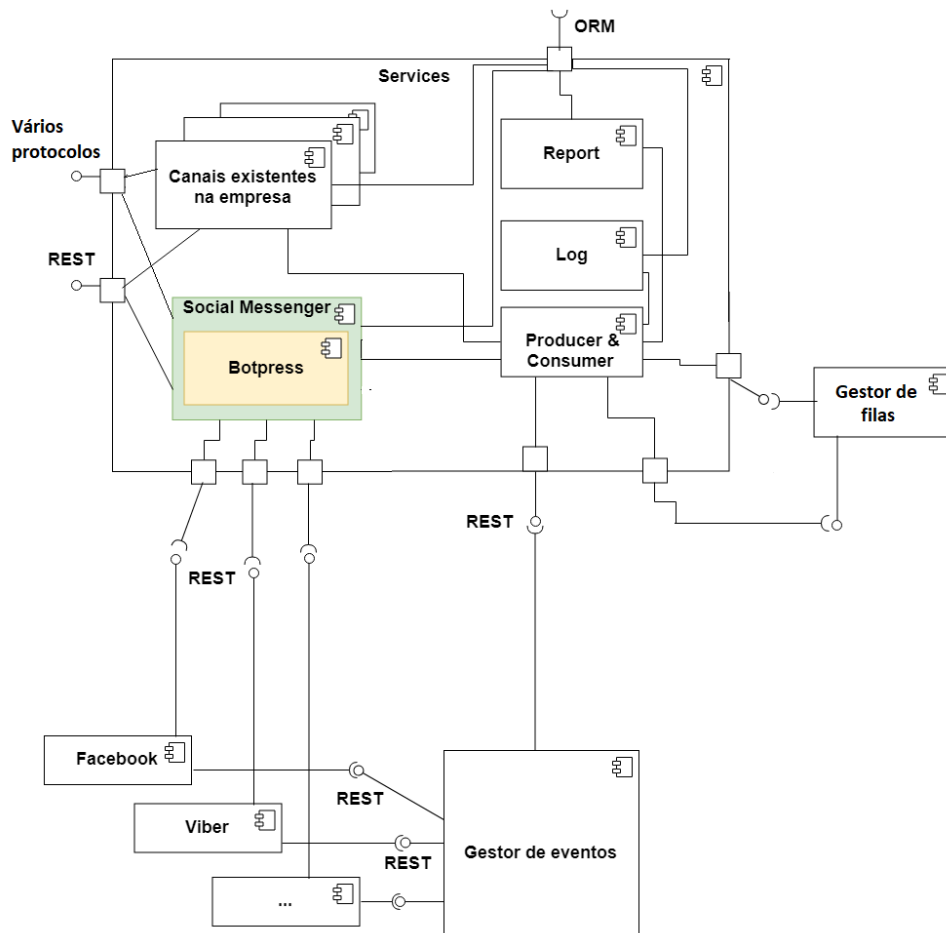 ORM
Services
Vários
protocolos
Canais existentes
na empresa
Report
REST
Log
Social Messenger
Botpress
Producer &
Consumer
Gestor de
filas
REST
REST
Facebook
REST
Viber
REST
Gestor de eventos
...